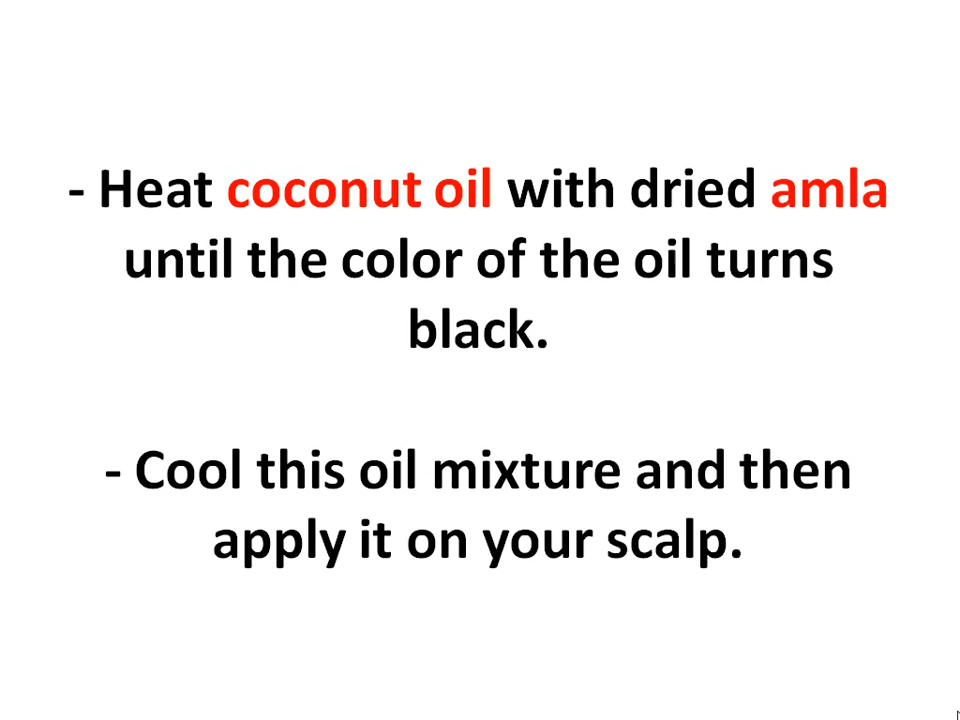 - Heat coconut oil with dried amla
until the color of the oil turns
black.
- Cool this oil mixture and then
apply it on your scalp.